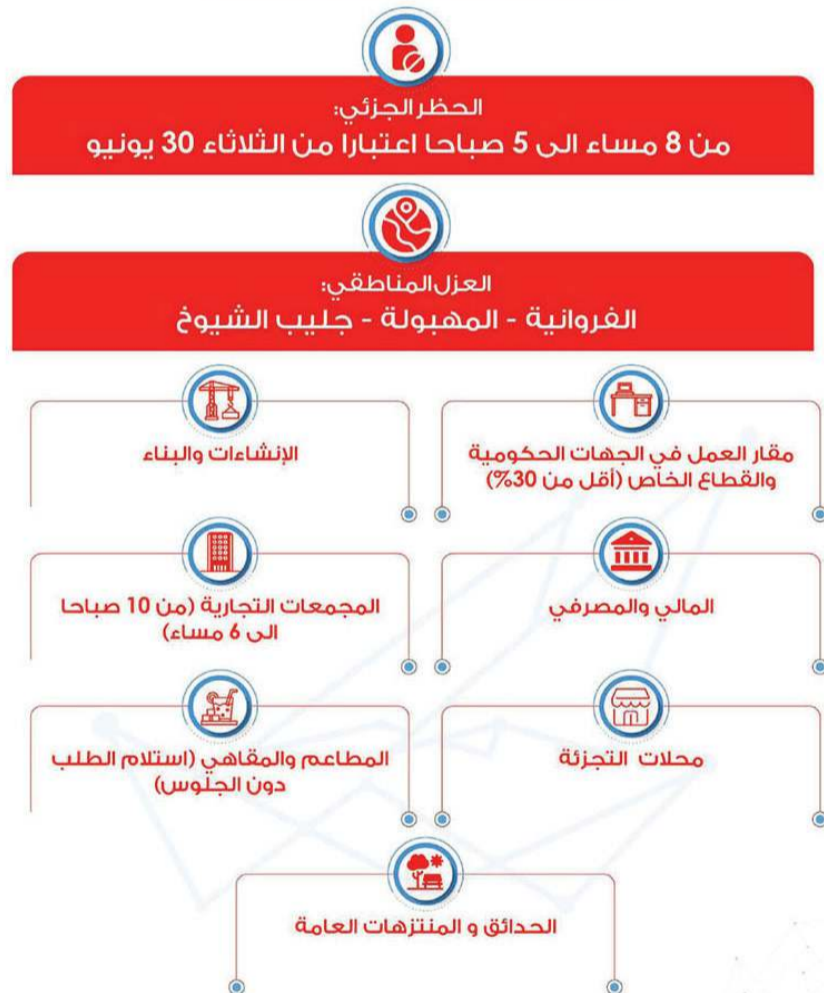 الحظر الجزئي:
من 8 مساء الى 5 صباحا اعتبارا من الثلاثاء 30 يونيو
العزل المناطقي:
الفروانية - المهبولة - جليب الشيوخ
مقار العمل في الجهات الحكومية
والقطاع الخاص (أقل من 30%)
الإنشاءات والبناء
المالي والمصرفي
المجمعات التجارية (من 10 صباحا
الى 6 مساء)
محلات التجزئة
المطاعم والمقاهي (استلام الطلب
دون الجلوس)
الحدائق و المنتزهات العامة